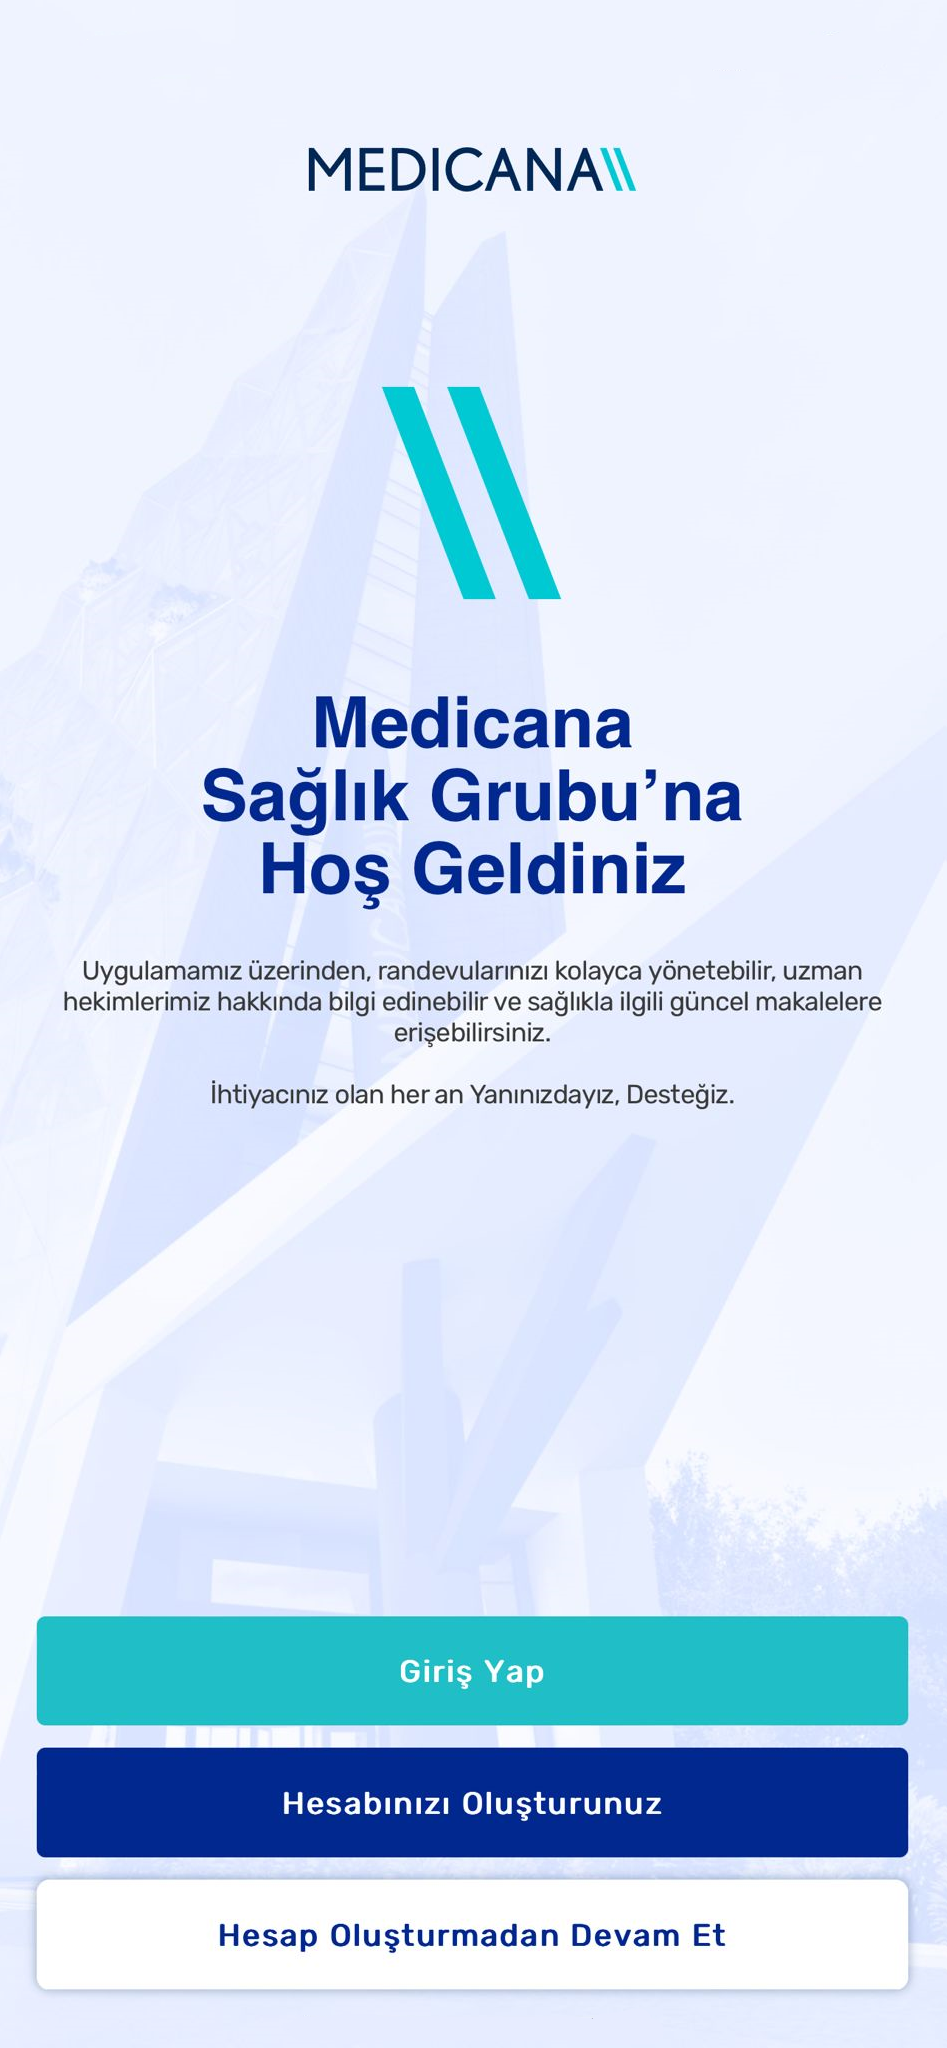 MEDICANA
Medicana
Sağlık Grubu’na
Hoş Geldiniz
Uygulamamız üzerinden, randevularınızı kolayca yönetebilir, uzman
hekimlerimiz hakkında bilgi edinebilir ve sağlıkla ilgili güncel makalelere
erişebilirsiniz.
İhtiyacınız olan her an Yanınızdayız, Desteğiz.
Giriş Yap
Hesabınızı Oluşturunuz
Hesap Oluşturmadan Devam Et